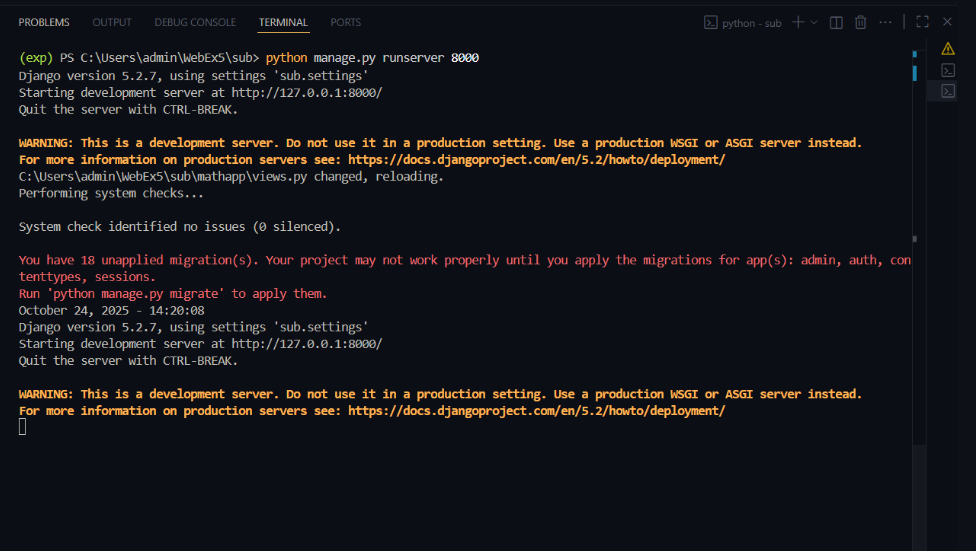 PROBLEMS OUTPUT DEBUG CONSOLE TERMINAL PORTS python - sub
(exp) PS C:\Users\admin\WebEx5\sub> python manage.py runserver 8000
Django version 5.2.7, using settings 'sub.settings'
Starting development server at http://127.0.0.1:8000/
Quit the server with CTRL-BREAK.
WARNING: This is a development server. Do not use it in a production setting. Use a production WSGI or ASGI server instead.
For more information on production servers see: https://docs.djangoproject.com/en/5.2/howto/deployment/
C:\Users\admin\WebEx5\sub\mathapp\views.py changed, reloading.
Performing system checks...
System check identified no issues (0 silenced).
You have 18 unapplied migration(s). Your project may not work properly until you apply the migrations for app(s): admin, auth, con
tenttypes, sessions.
Run 'python manage.py migrate' to apply them.
October 24, 2025 - 14:20:08
Django version 5.2.7, using settings 'sub.settings'
Starting development server at http://127.0.0.1:8000/
Quit the server with CTRL-BREAK.
WARNING: This is a development server. Do not use it in a production setting. Use a production WSGI or ASGI server instead.
For more information on production servers see: https://docs.djangoproject.com/en/5.2/howto/deployment/